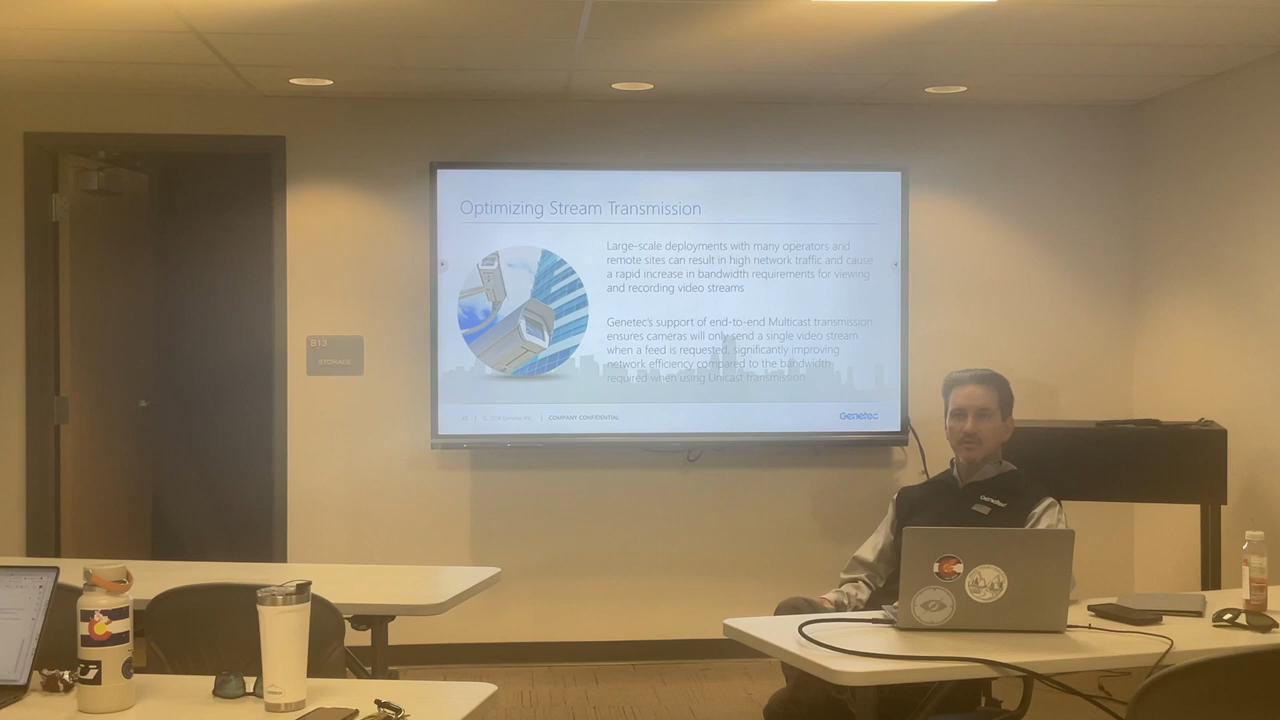 Optimizing Stream Transmission
Large-scale deployments with many operators and
remote sites can result in high network traffic and cause
a rapid increase in bandwidth requirements for viewing
and recording video streams
Genetec's support of end-to-end Multicast transmission
ensures cameras will only send a single video stream
when a feed is requested, significantly improving
network efficiency compared to the bandwidth
required when using Unicast transmission
COMPANY CONFIDENTIAL
Genetec
B13
STORAGE
Genetec